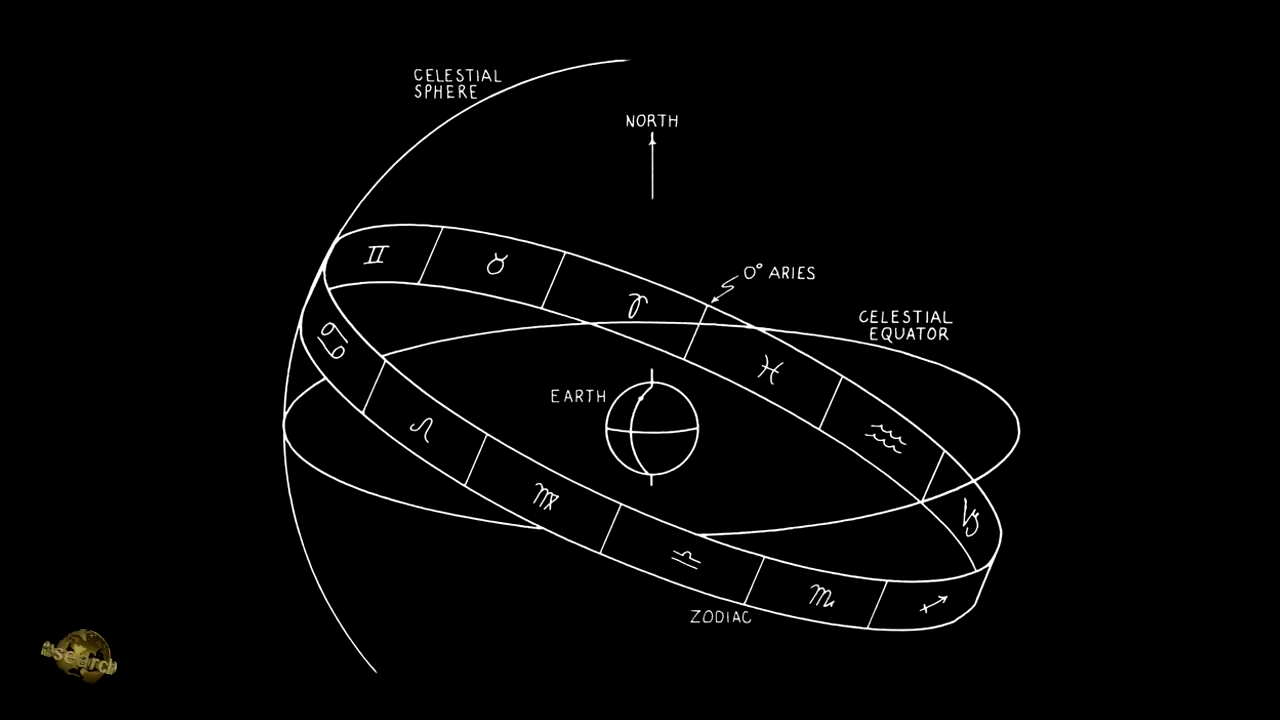 CELESTIAL
SPHERE
NORTH
♊
♉
♈
0° ARIES
CELESTIAL
EQUATOR
♋
♓
EARTH
♌
♒
♍
♑
♎
♏
♐
ZODIAC